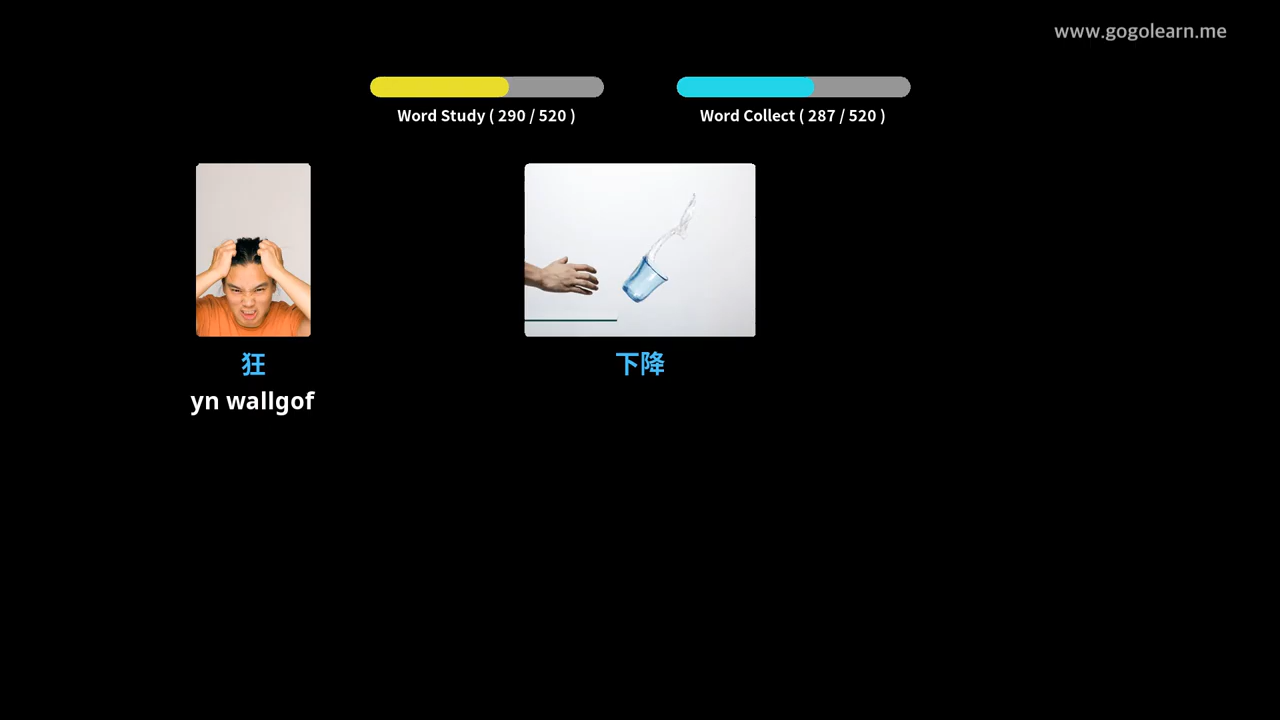 www.gogolearn.me
Word Study ( 290 / 520 )
Word Collect ( 287 / 520 )
狂
下降
yn wallgof